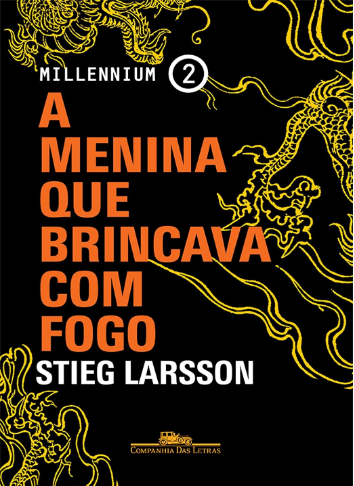 MILLENNIUM 2
A
MENINA
QUE
BRINCAVA
COM
FOGO
STIEG LARSSON
COMPANHIA DAS LETRAS